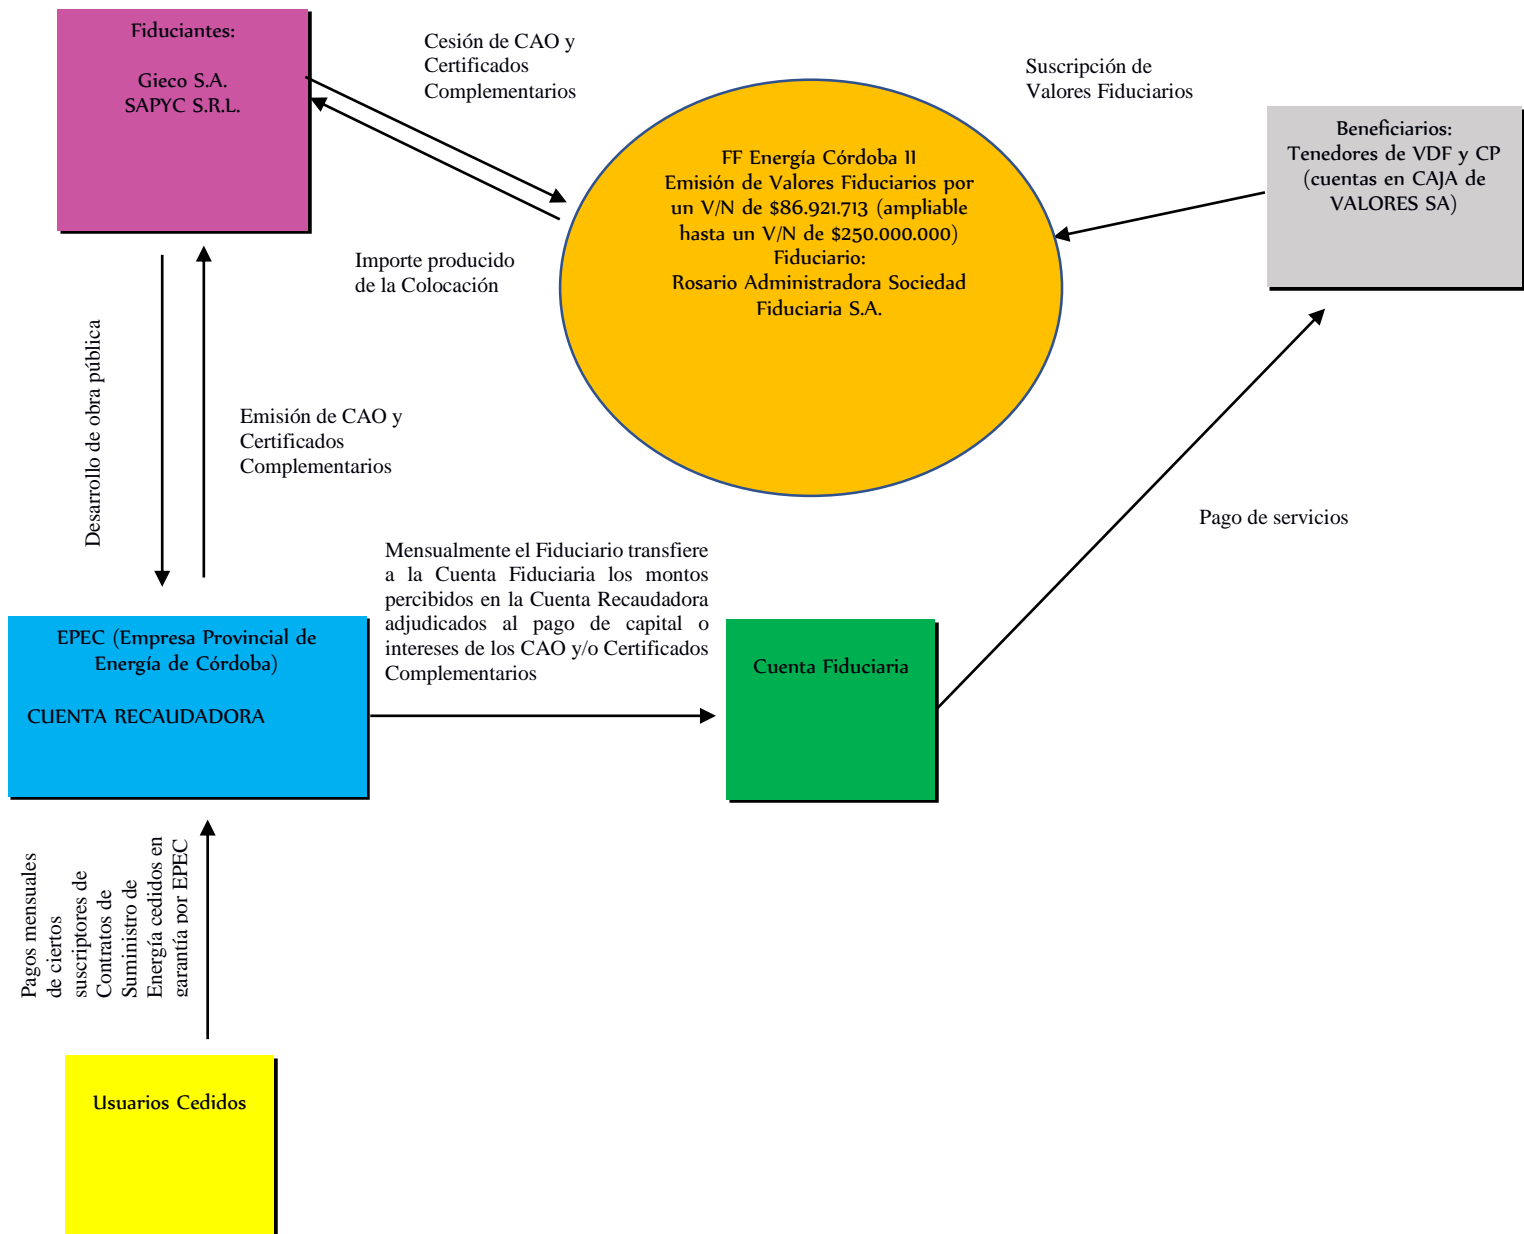 Fiduciantes:
Gieco S.A.
SAPYC S.R.L.
Cesión de CAO y
Certificados
Complementarios
Suscripción de
Valores Fiduciarios
FF Energía Córdoba II
Emisión de Valores Fiduciarios por
un V/N de $86.921.713 (ampliable
hasta un V/N de $250.000.000)
Fiduciario:
Rosario Administradora Sociedad
Fiduciaria S.A.
Beneficiarios:
Tenedores de VDF y CP
(cuentas en CAJA de
VALORES SA)
Importe producido
de la Colocación
Desarrollo de obra pública
Emisión de CAO y
Certificados
Complementarios
Pago de servicios
Mensualmente el Fiduciario transfiere
a la Cuenta Fiduciaria los montos
percibidos en la Cuenta Recaudadora
adjudicados al pago de capital o
intereses de los CAO y/o Certificados
Complementarios
EPEC (Empresa Provincial de
Energía de Córdoba)
CUENTA RECAUDADORA
Cuenta Fiduciaria
Pagos mensuales
de ciertos
suscriptores de
Contratos de
Suministro de
Energía cedidos en
garantía por EPEC
Usuarios Cedidos